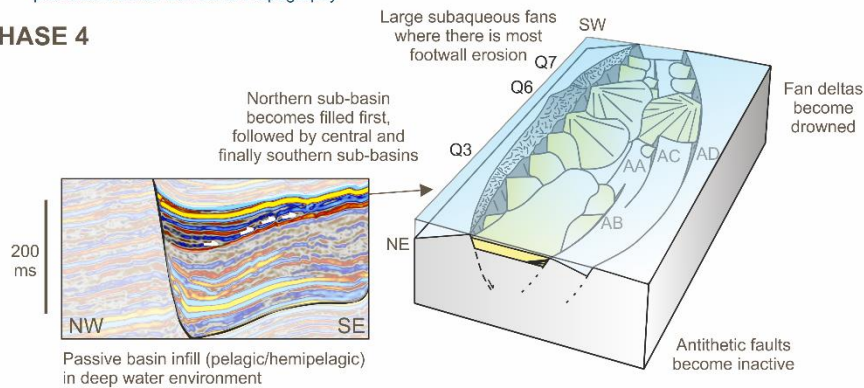 HASE 4
Large subaqueous fans
where there is most
footwall erosion
SW
Q7
Q6
Q3
Northern sub-basin
becomes filled first,
followed by central and
finally southern sub-basins
Fan deltas
become
drowned
AA
AC
AD
AB
NE
200
ms
NW
SE
Passive basin infill (pelagic/hemipelagic)
in deep water environment
Antithetic faults
become inactive